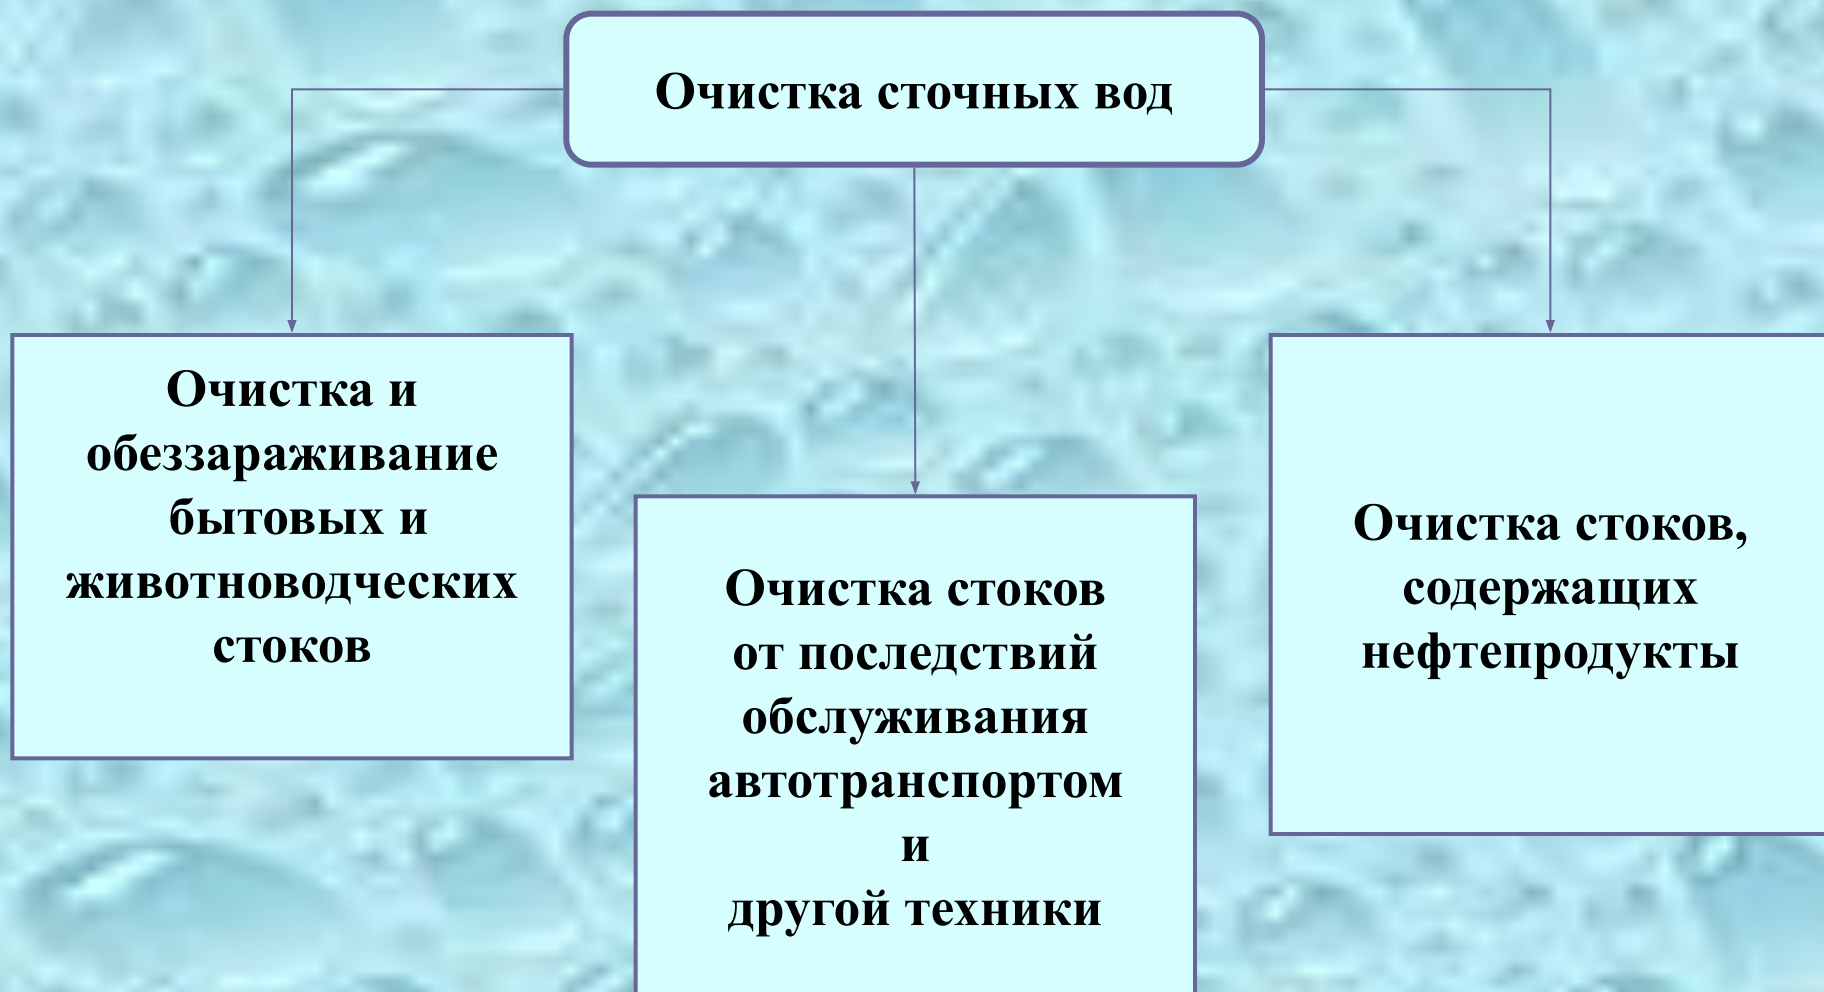 Очистка сточных вод
Очистка и
обеззараживание
бытовых и
животноводческих
стоков
Очистка стоков
от последствий
обслуживания
автотранспортом
и
другой техники
Очистка стоков,
содержащих
нефтепродукты